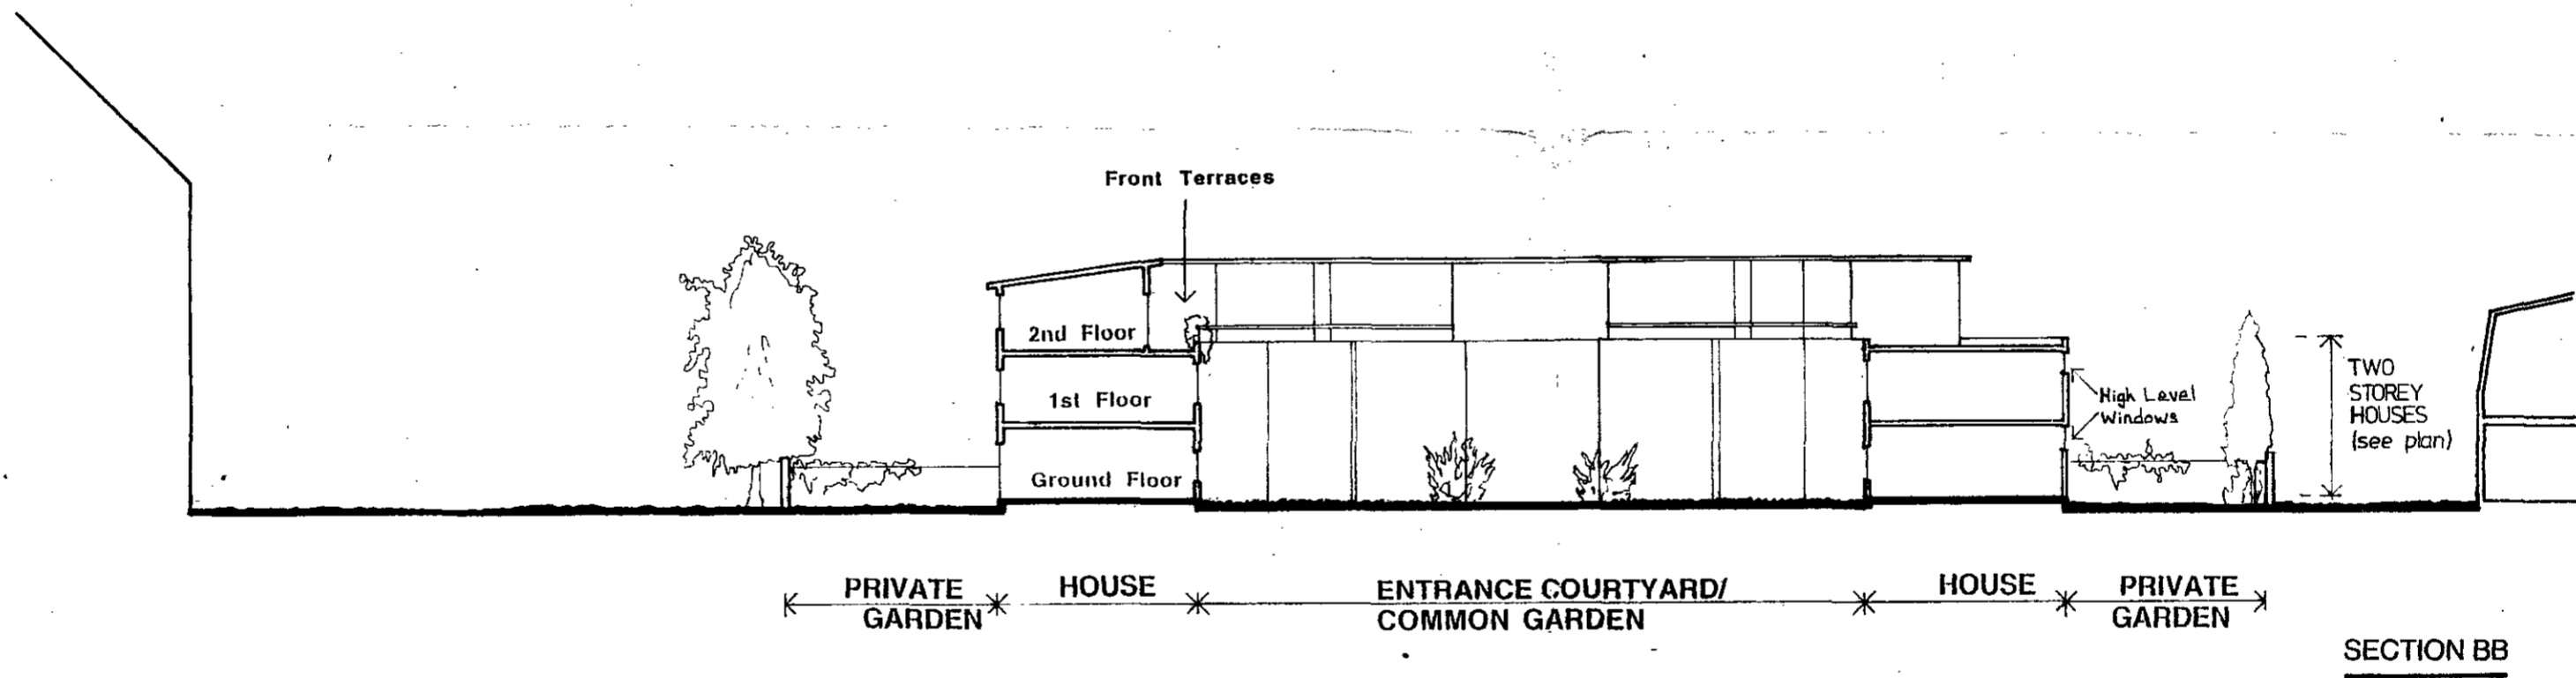 Front Terraces
2nd Floor
1st Floor
Ground Floor
High Level
Windows
TWO
STOREY
HOUSES
(see plan)
PRIVATE
GARDEN
HOUSE
ENTRANCE COURTYARD/
COMMON GARDEN
HOUSE
PRIVATE
GARDEN
SECTION BB